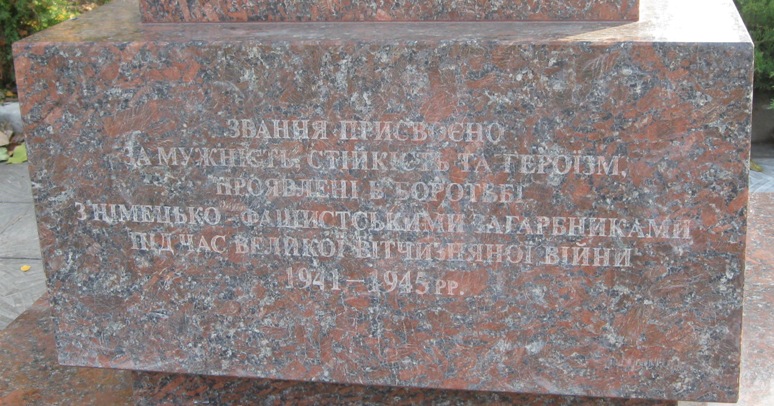 ЗВАННЯ ПРИСВОЄНО
ЗА МУЖНІСТЬ, СТІЙКІСТЬ ТА ГЕРОЇЗМ,
ПРОЯВЛЕНІ В БОРОТЬБІ
З НІМЕЦЬКО - ФАШИСТСЬКИМИ ЗАГАРБНИКАМИ
ПІД ЧАС ВЕЛИКОЇ ВІТЧИЗНЯНОЇ ВІЙНИ
1941 – 1945 РР.